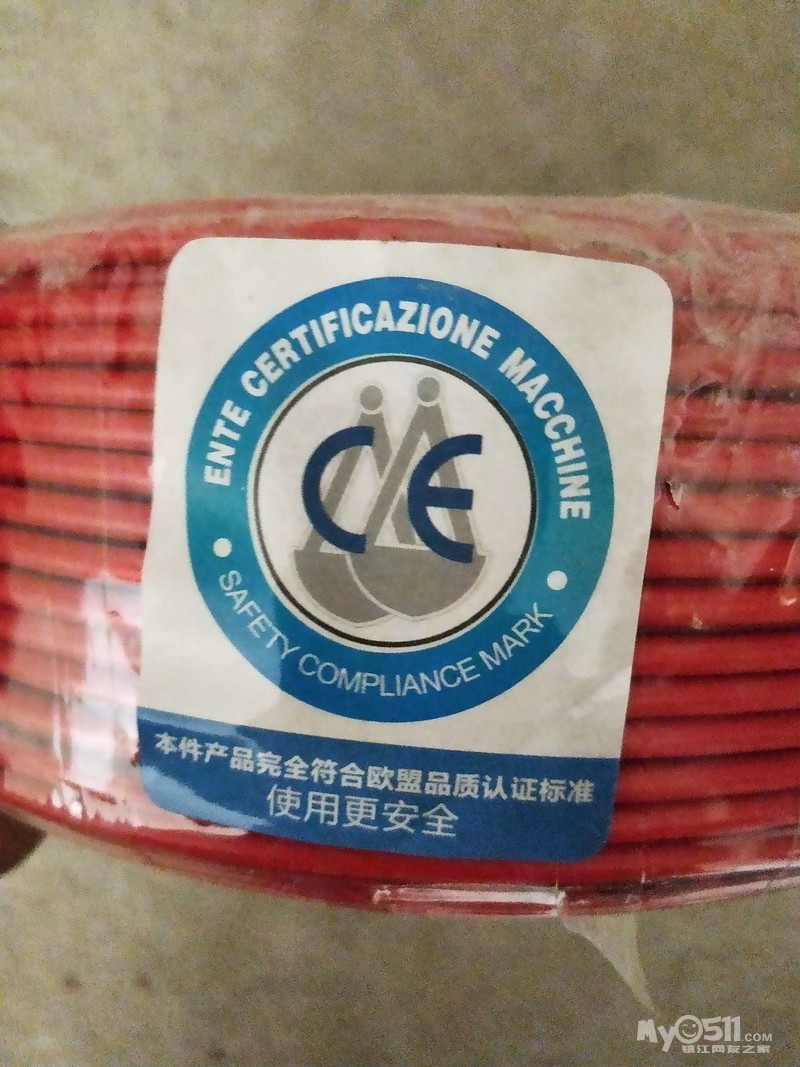 ENTE CERTIFICAZIONE MACCHINE
CE
SAFETY COMPLIANCE MARK
本件产品完全符合欧盟品质认证标准
使用更安全
My0511.COM
镇江网友之家